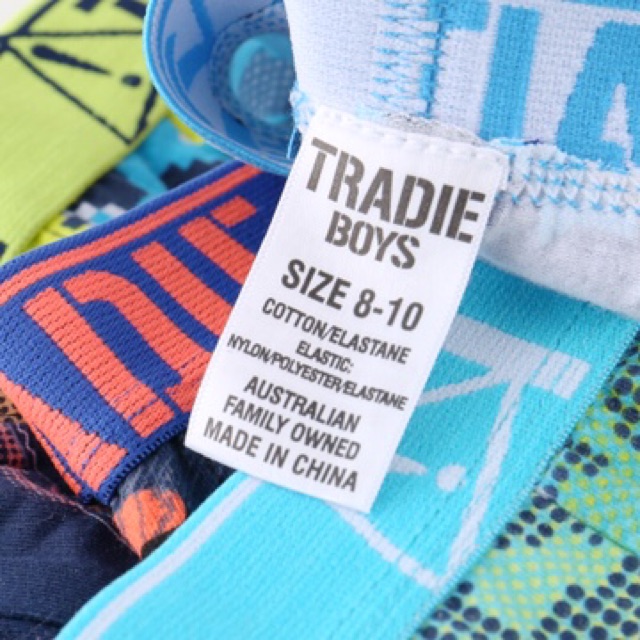 TRADIE
BOYS
SIZE 8-10
COTTON/ELASTANE
ELASTIC:
NYLON/POLYESTER/ELASTANE
AUSTRALIAN
FAMILY OWNED
MADE IN CHINA